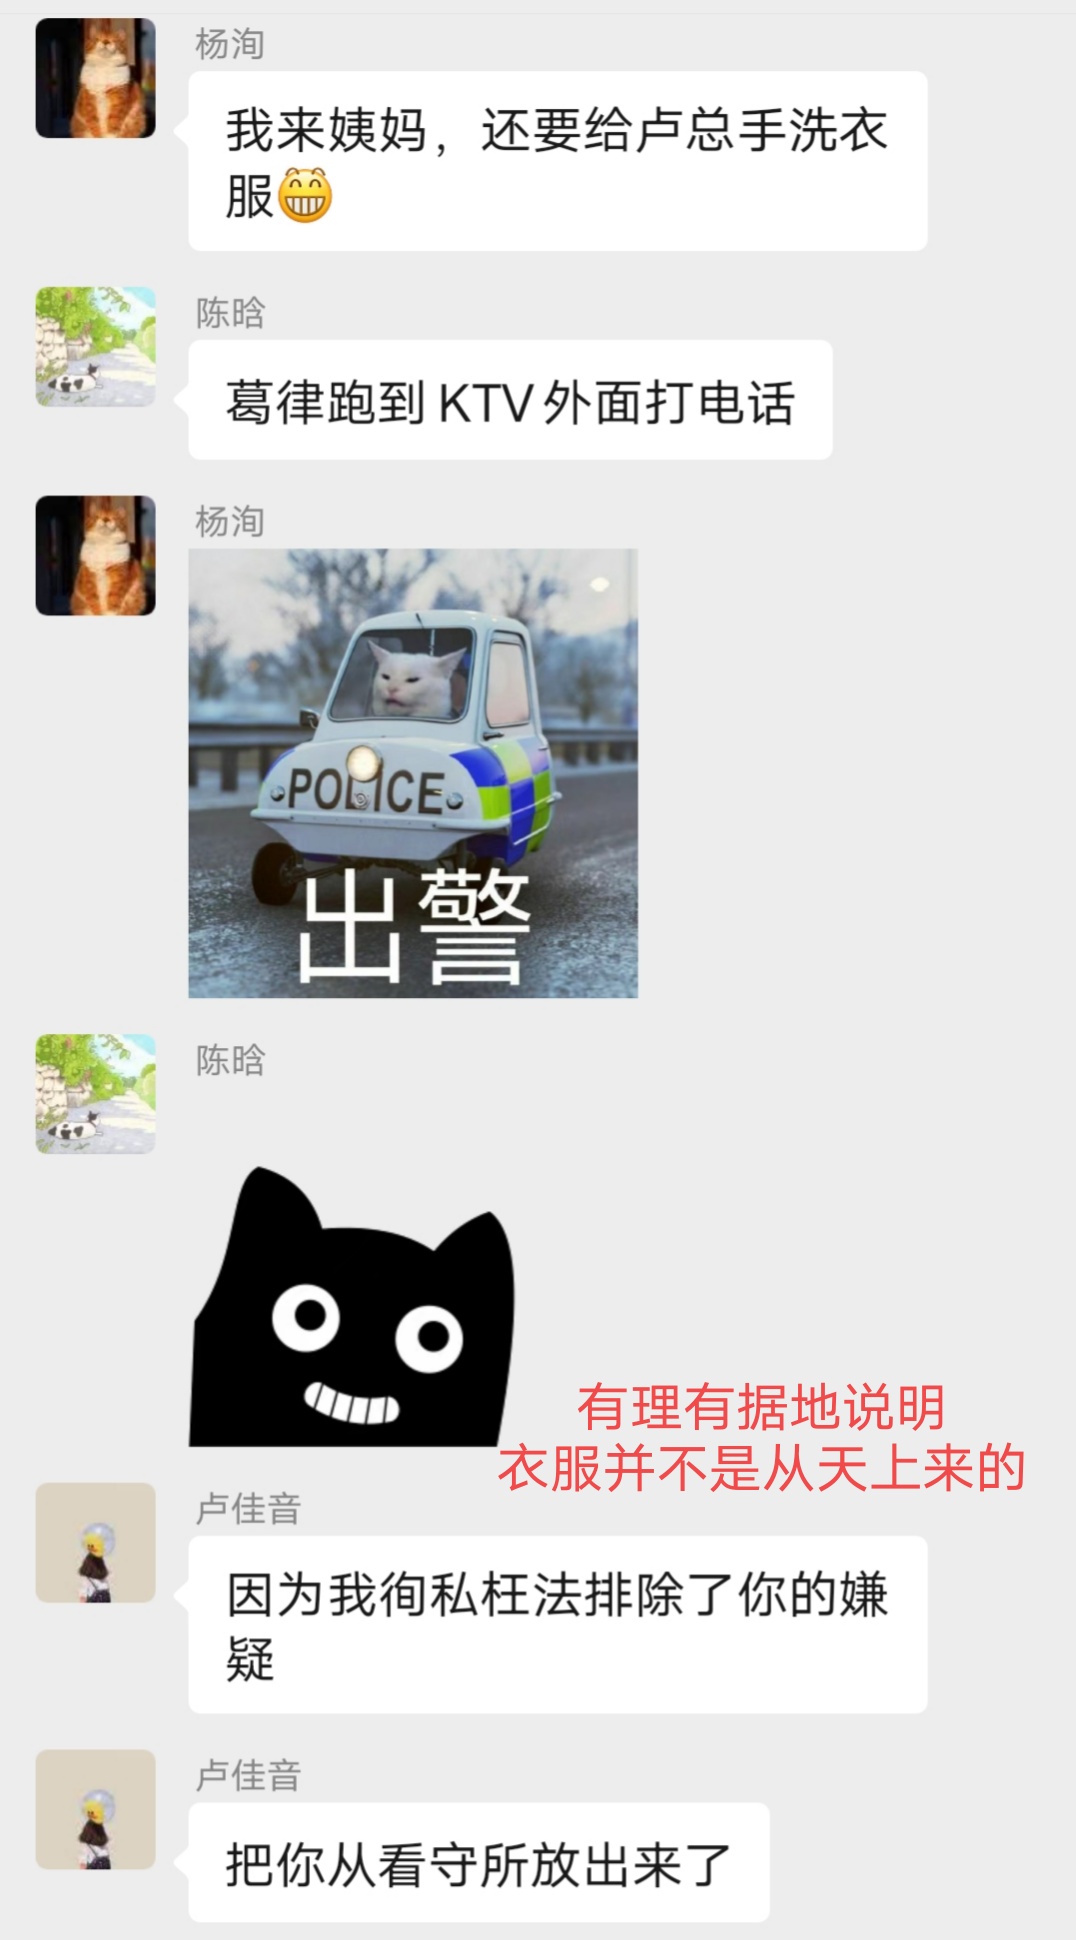 杨洵
我来姨妈，还要给卢总手洗衣
服😁
陈晗
葛律跑到KTV外面打电话
杨洵
POLICE
出警
陈晗
有理有据地说明
衣服并不是从天上来的
卢佳音
因为我徇私枉法排除了你的嫌
疑
卢佳音
把你从看守所放出来了